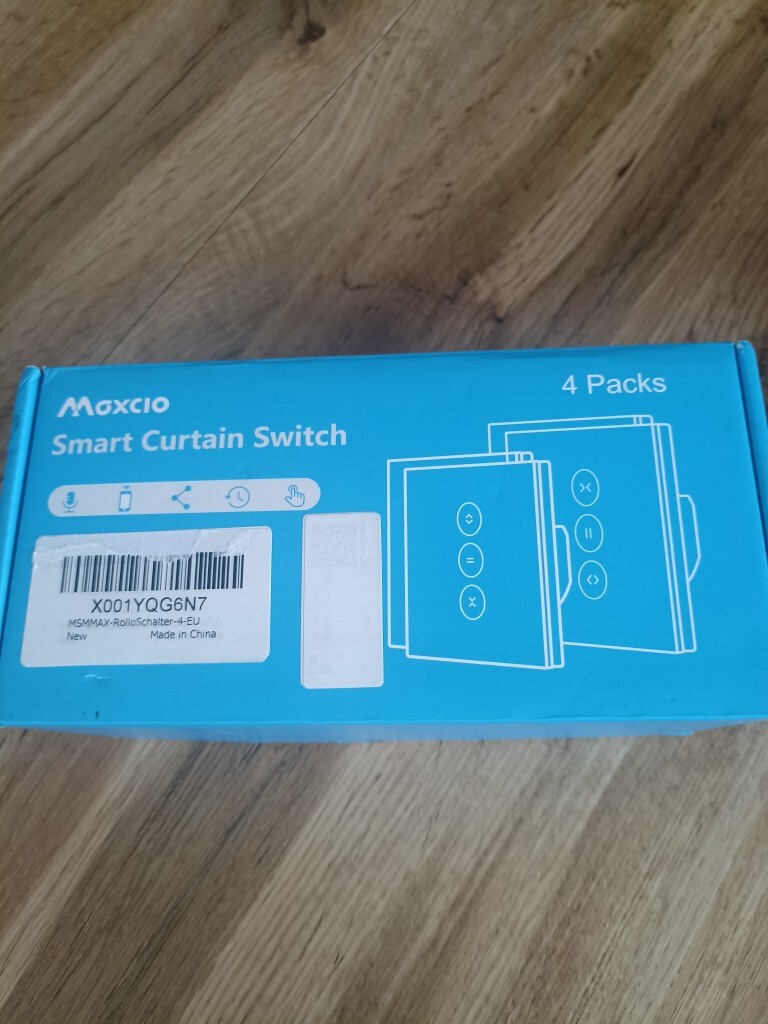 Moxcio
4 Packs
Smart Curtain Switch
X001YQG6N7
MSMMAX-RolloSchalter-4-EU
New Made in China